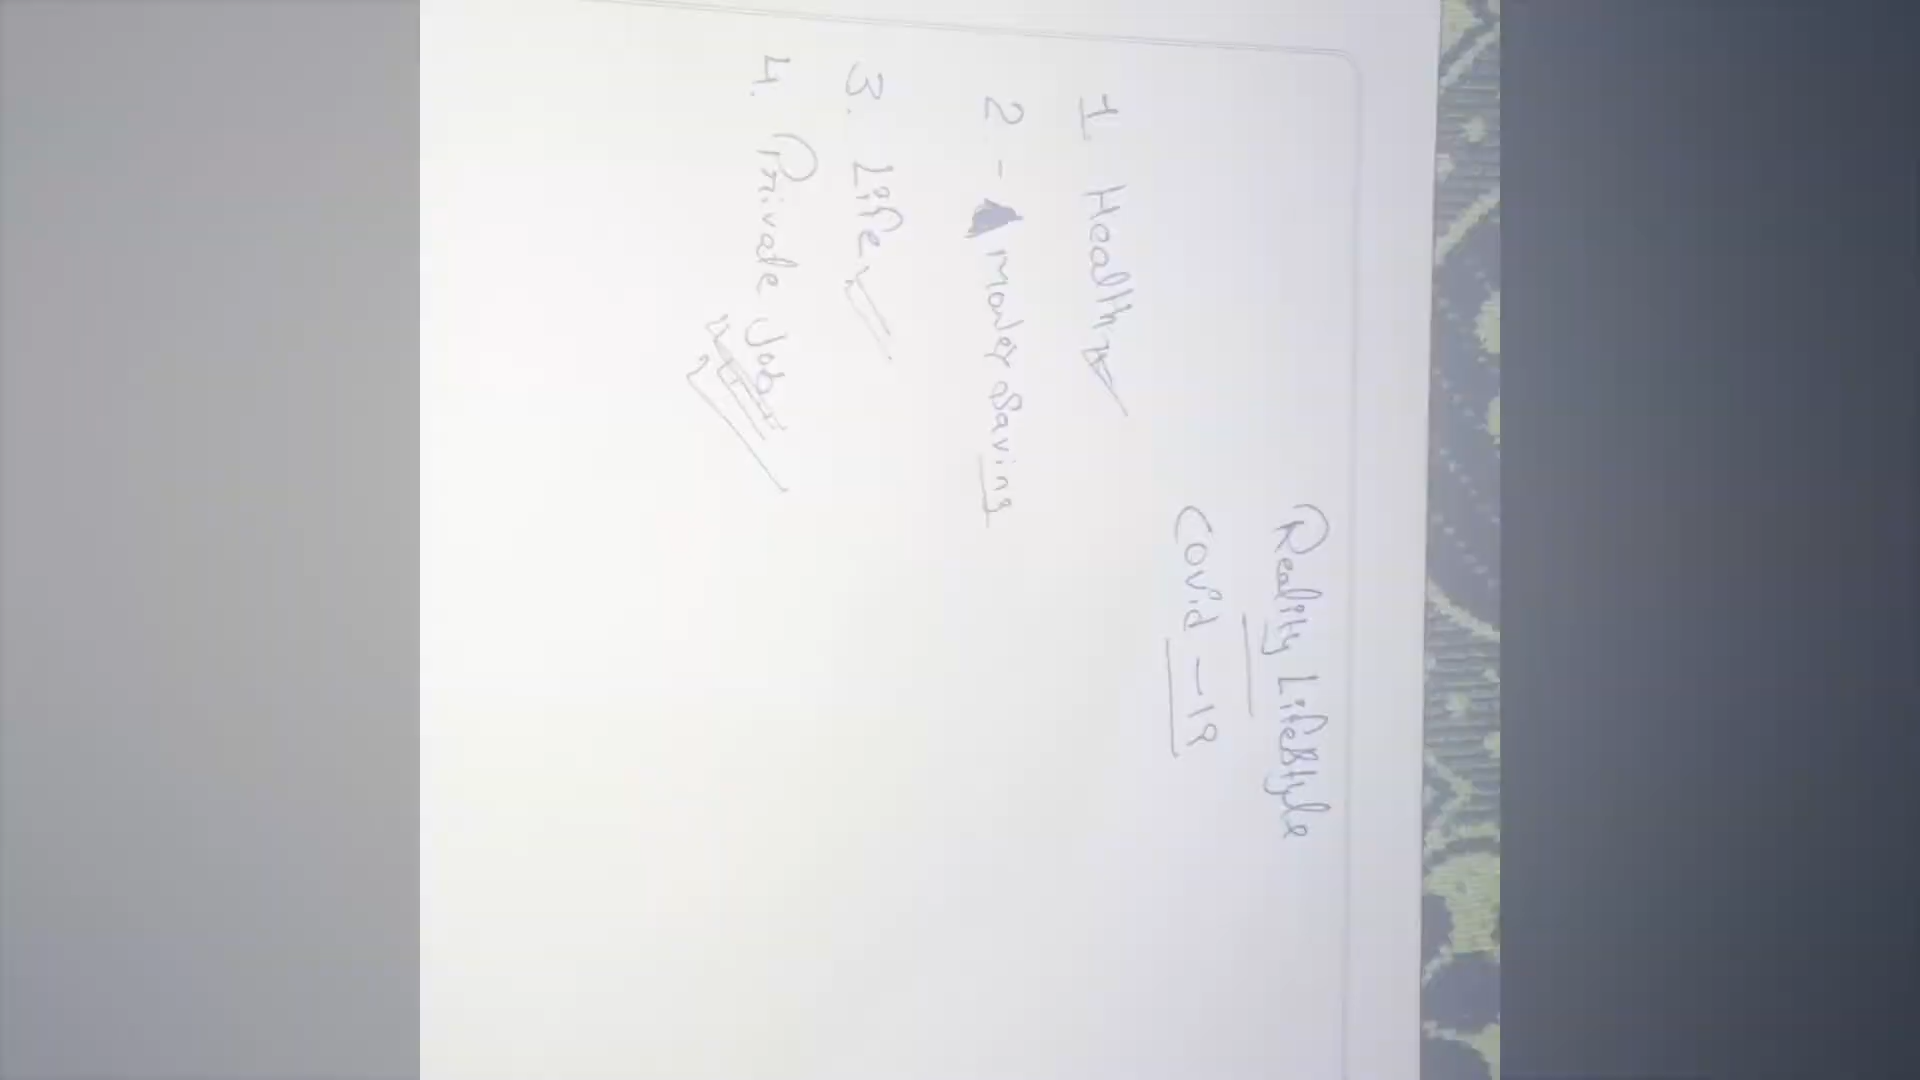 Reality LifeStyle
Covid-19
1 Health
2- Money Saving
3. Life
4. Private Job